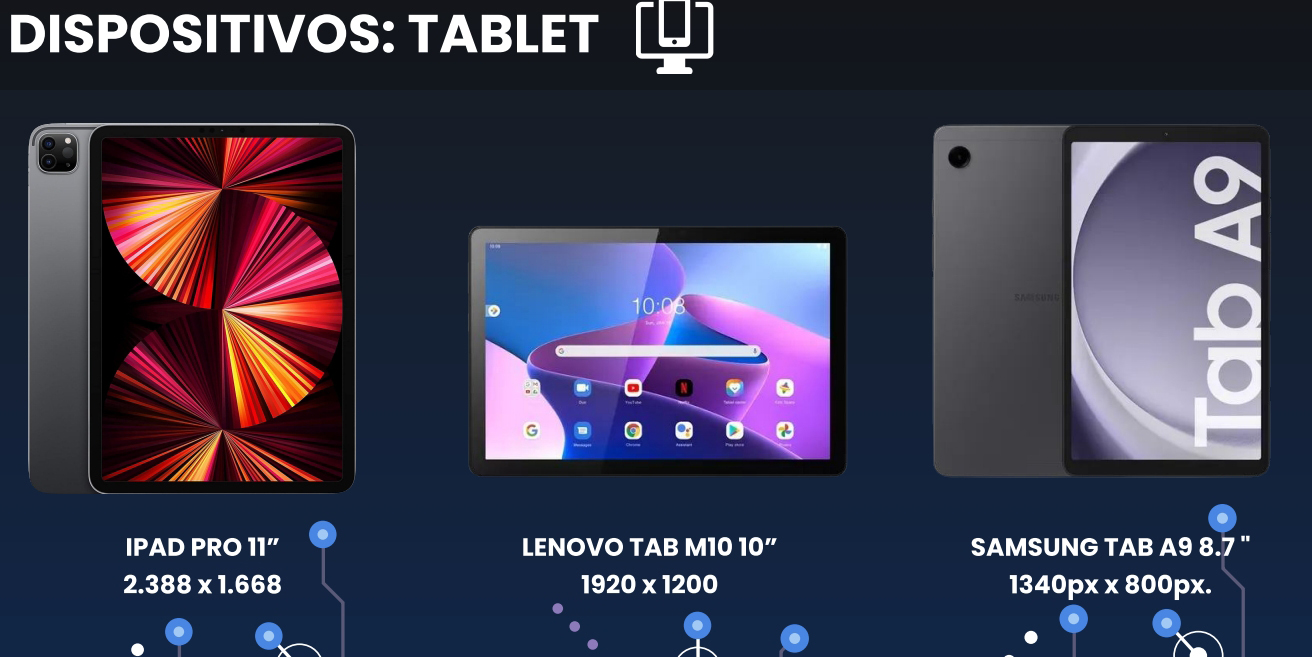 DISPOSITIVOS: TABLET
SAMSUNG
Tab A9
10:08
IPAD PRO 11”
2.388 x 1.668
LENOVO TAB M10 10”
1920 x 1200
SAMSUNG TAB A9 8.7 "
1340px x 800px.